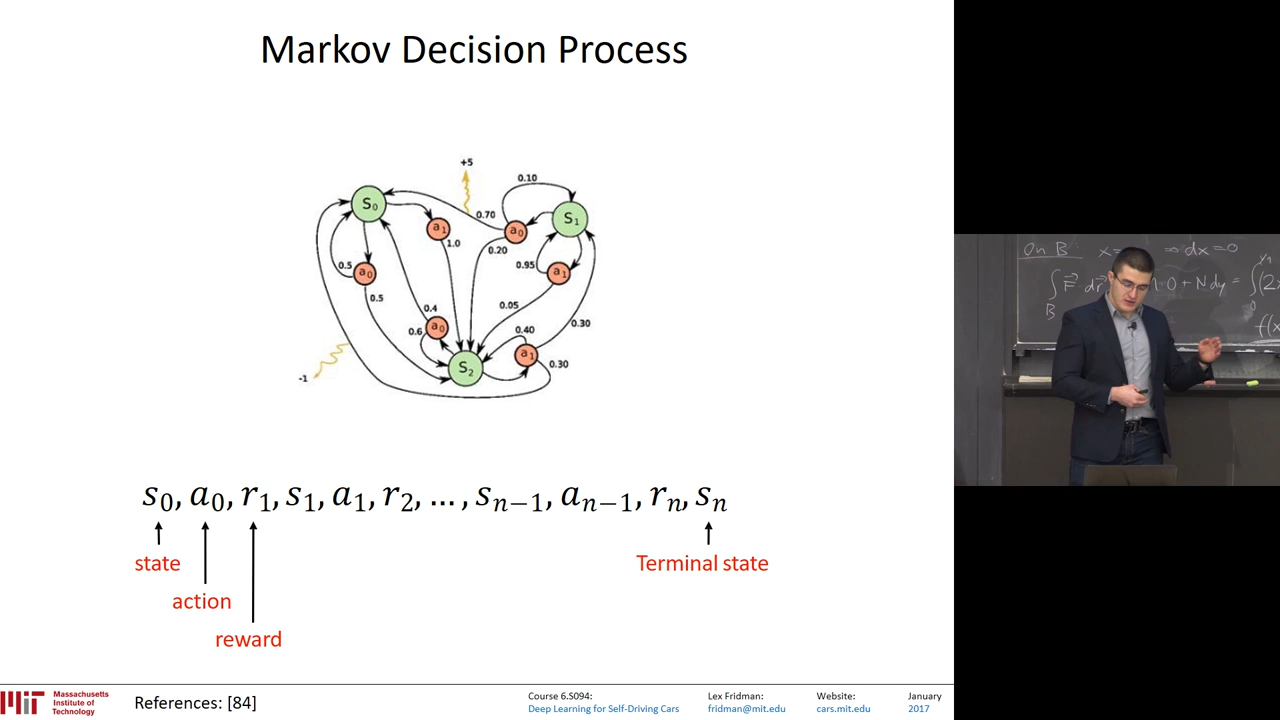 Markov Decision Process
+5
0.10
S₀
S₁
0.70
a₁
a₀
1.0
0.20
0.5
a₀
0.95
a₁
0.5
0.4
0.05
0.6
a₀
0.40
0.30
S₂
a₁
0.30
-1
s₀, a₀, r₁, s₁, a₁, r₂, … , sₙ₋₁, aₙ₋₁, rₙ, sₙ
state
Terminal state
action
reward
MIT
Massachusetts
Institute of
Technology
References: [84]
Course 6.S094:
Deep Learning for Self-Driving Cars
Lex Fridman:
fridman@mit.edu
Website:
cars.mit.edu
January
2017
On B
⇒ dx = 0